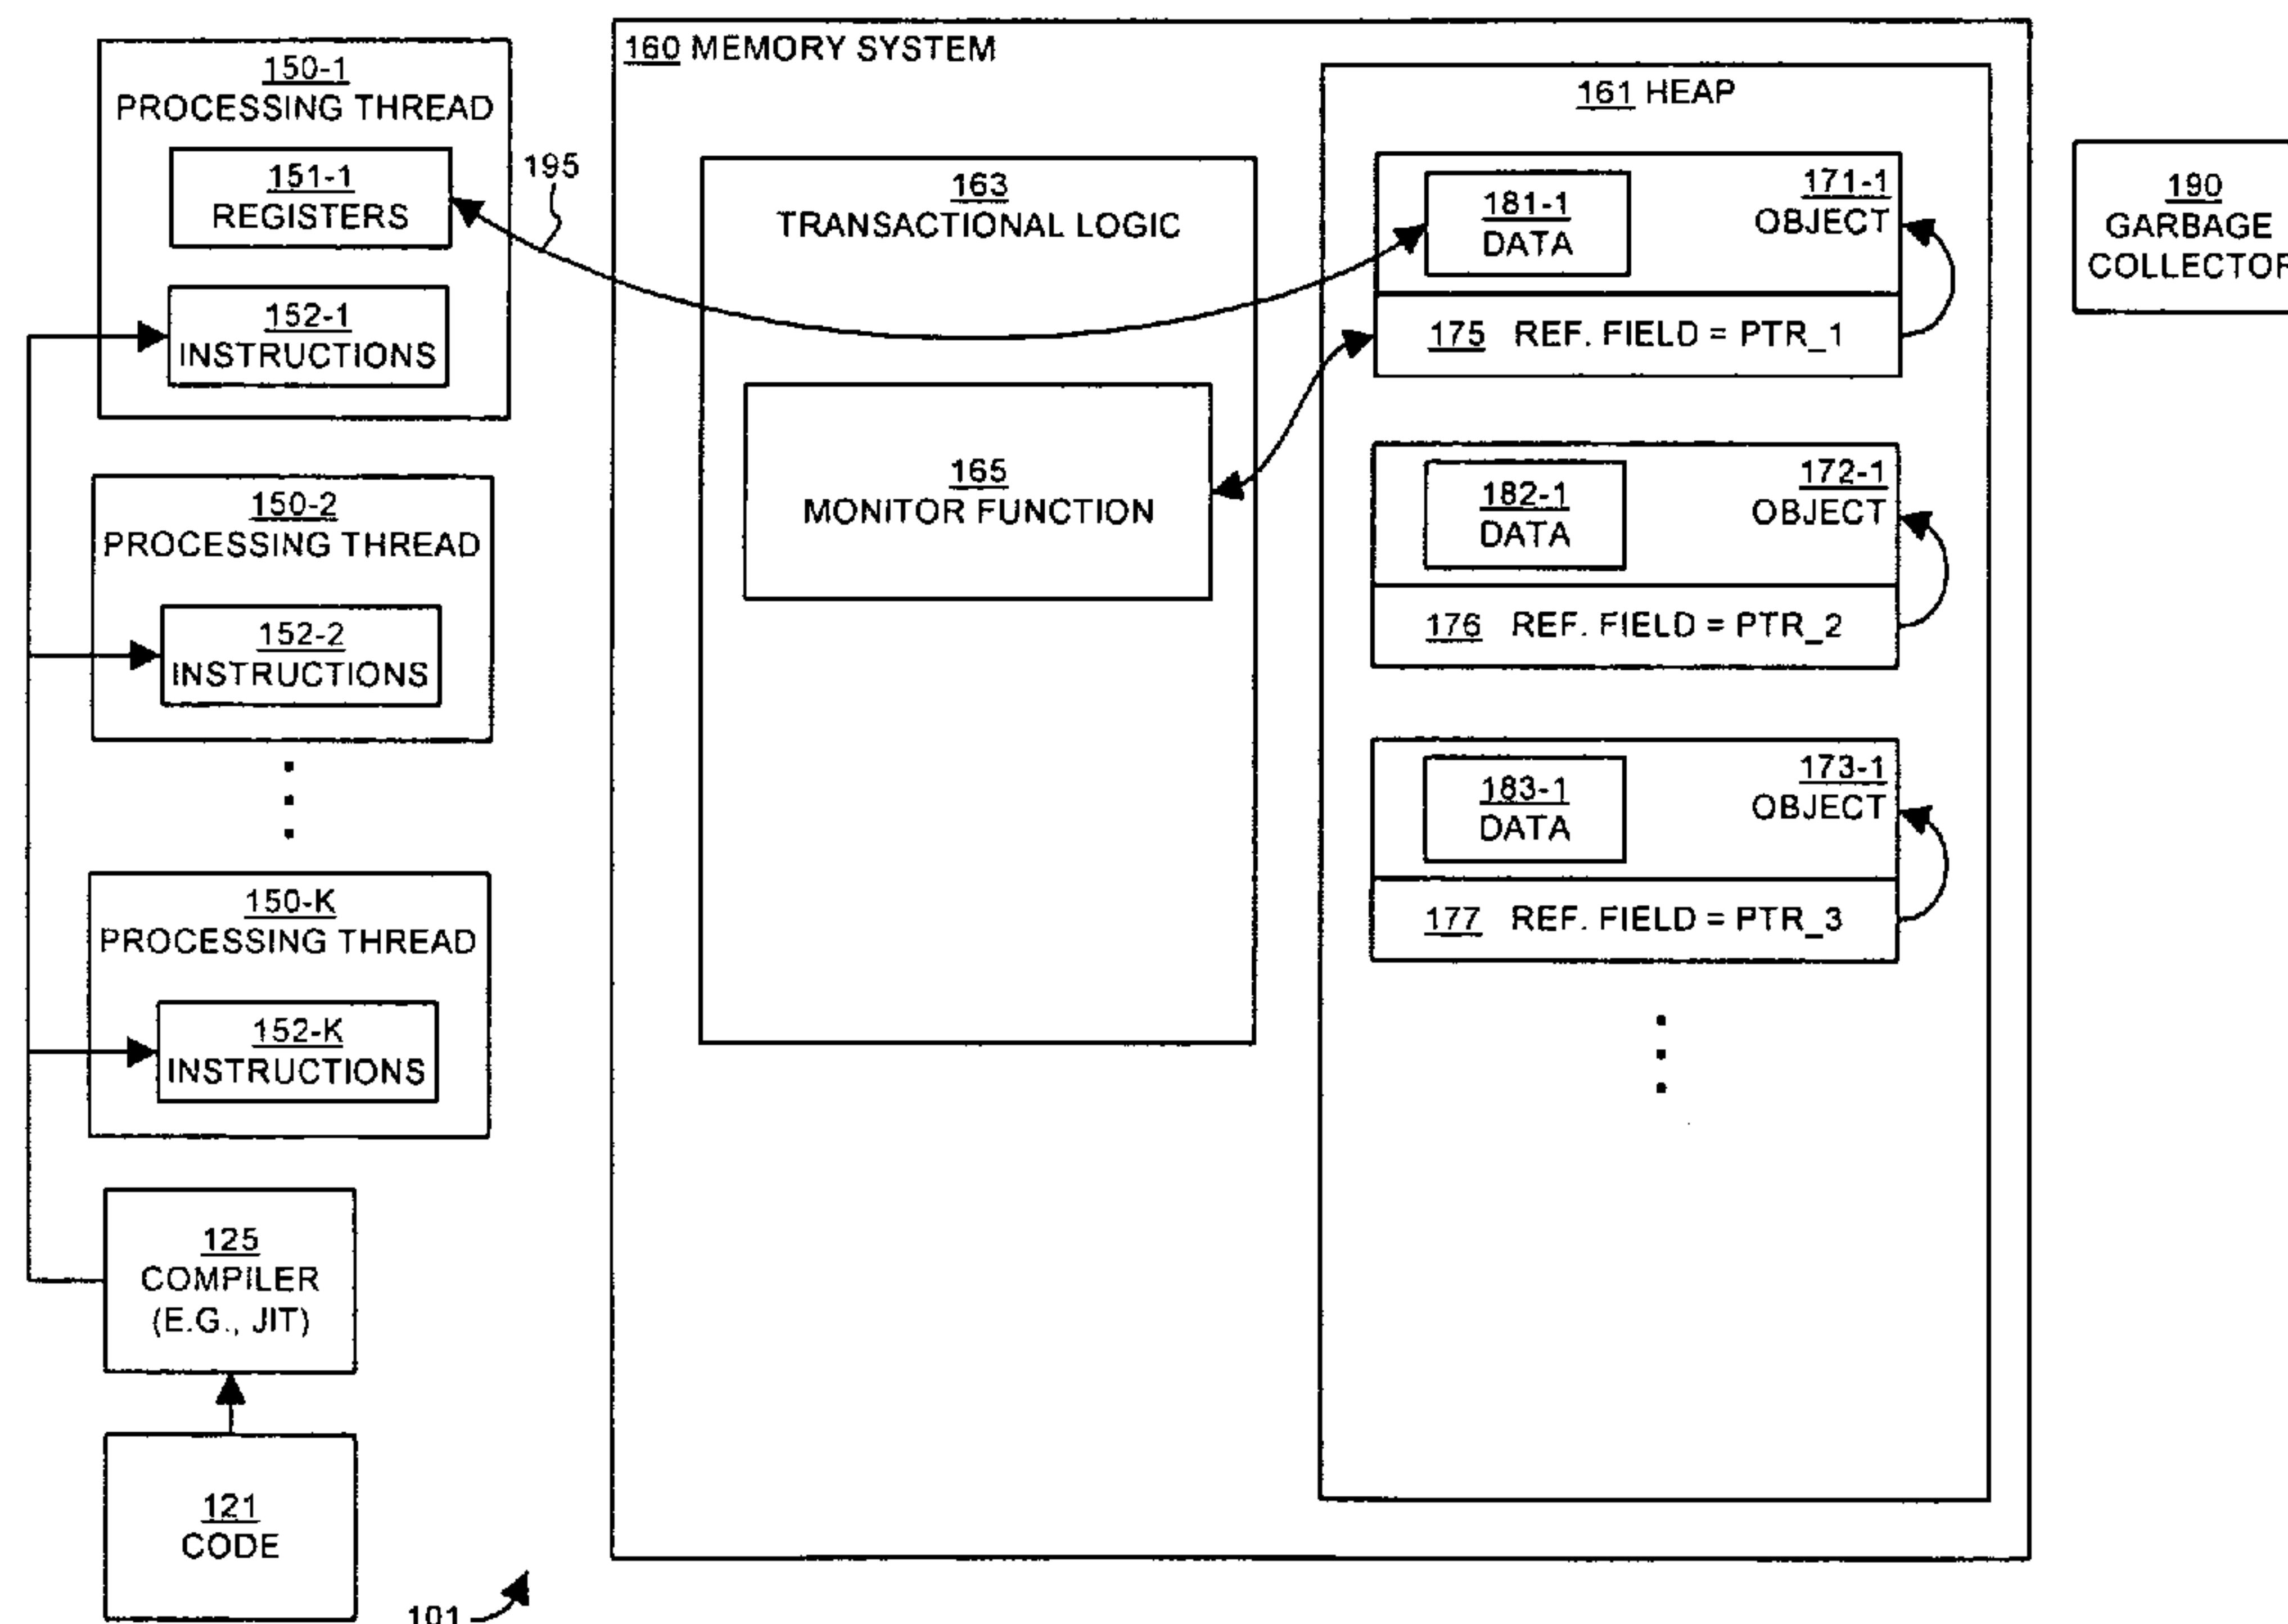 150-1
PROCESSING THREAD
151-1
REGISTERS
152-1
INSTRUCTIONS
150-2
PROCESSING THREAD
152-2
INSTRUCTIONS
150-K
PROCESSING THREAD
152-K
INSTRUCTIONS
125
COMPILER
(E.G., JIT)
121
CODE
101
195
160 MEMORY SYSTEM
163
TRANSACTIONAL LOGIC
165
MONITOR FUNCTION
161 HEAP
181-1
DATA
171-1
OBJECT
175 REF. FIELD = PTR_1
182-1
DATA
172-1
OBJECT
176 REF. FIELD = PTR_2
183-1
DATA
173-1
OBJECT
177 REF. FIELD = PTR_3
190
GARBAGE
COLLECTOR